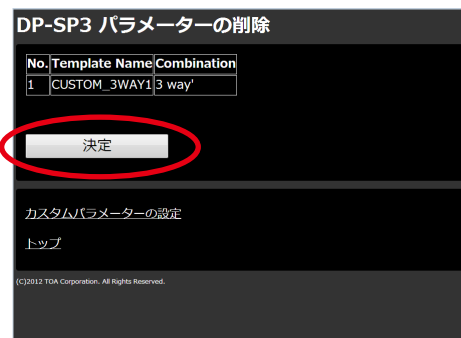 DP-SP3 パラメーターの削除
No. Template Name Combination
1 CUSTOM_3WAY1 3 way'
決定
カスタムパラメーターの設定
トップ
(C)2012 TOA Corporation. All Rights Reserved.